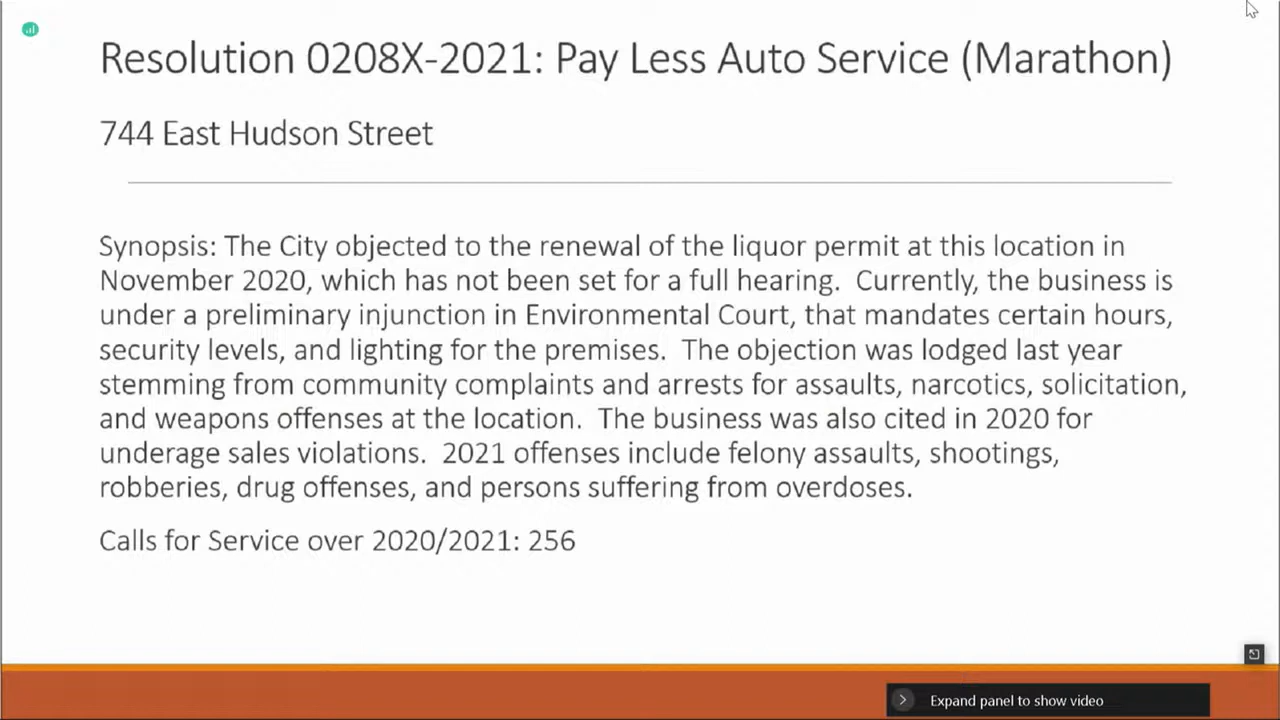 Resolution 0208X-2021: Pay Less Auto Service (Marathon)
744 East Hudson Street
Synopsis: The City objected to the renewal of the liquor permit at this location in
November 2020, which has not been set for a full hearing.  Currently, the business is
under a preliminary injunction in Environmental Court, that mandates certain hours,
security levels, and lighting for the premises.  The objection was lodged last year
stemming from community complaints and arrests for assaults, narcotics, solicitation,
and weapons offenses at the location.  The business was also cited in 2020 for
underage sales violations.  2021 offenses include felony assaults, shootings,
robberies, drug offenses, and persons suffering from overdoses.
Calls for Service over 2020/2021: 256
Expand panel to show video